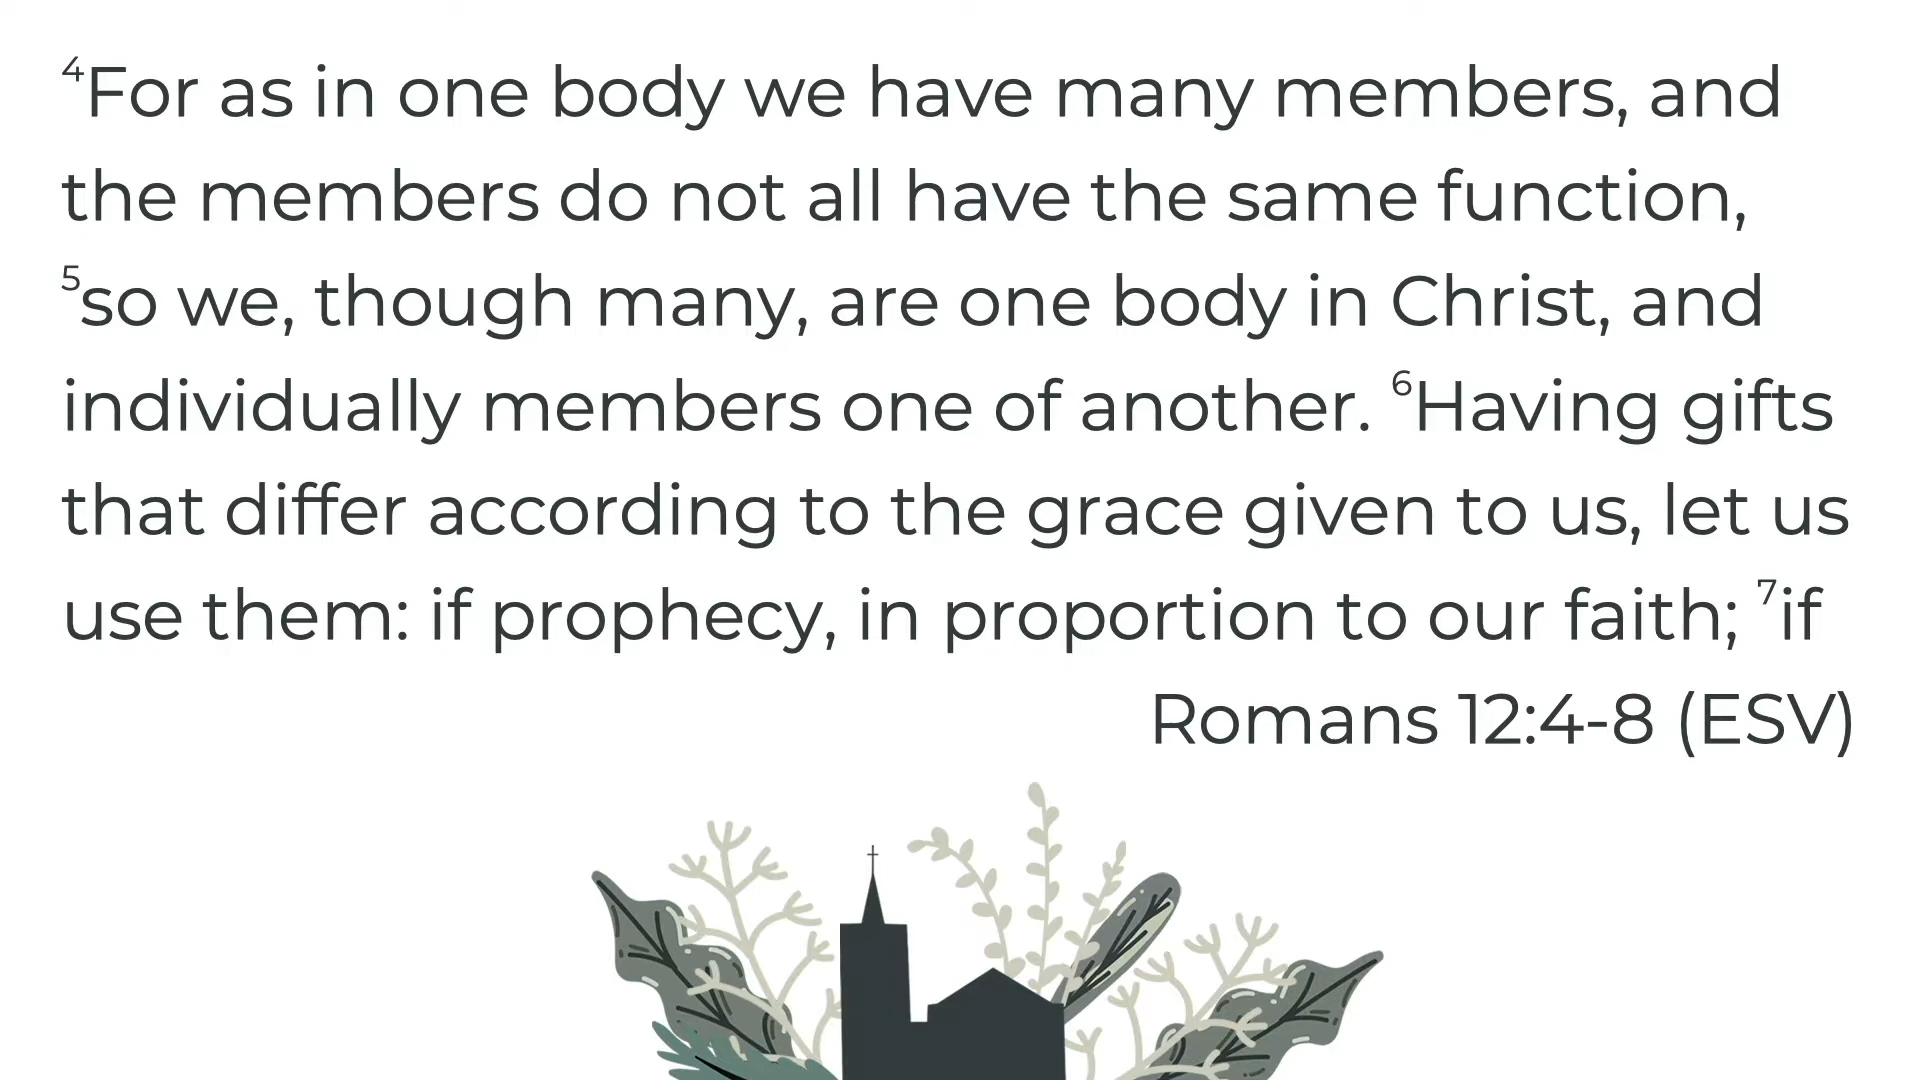 ⁴For as in one body we have many members, and
the members do not all have the same function,
⁵so we, though many, are one body in Christ, and
individually members one of another. ⁶Having gifts
that differ according to the grace given to us, let us
use them: if prophecy, in proportion to our faith; ⁷if
Romans 12:4-8 (ESV)